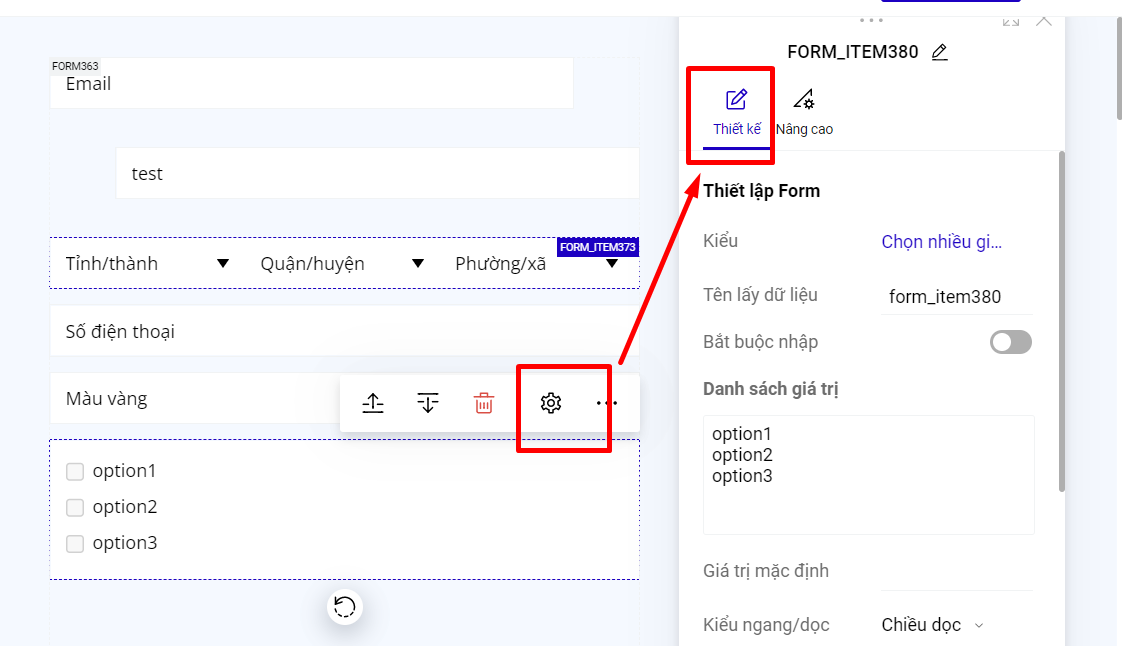 FORM363
Email
test
Tỉnh/thành
Quận/huyện
Phường/xã
FORM_ITEM373
Số điện thoại
Màu vàng
option1
option2
option3
FORM_ITEM380
Thiết kế
Nâng cao
Thiết lập Form
Kiểu
Chọn nhiều gi...
Tên lấy dữ liệu
form_item380
Bắt buộc nhập
Danh sách giá trị
option1
option2
option3
Giá trị mặc định
Kiểu ngang/dọc
Chiều dọc